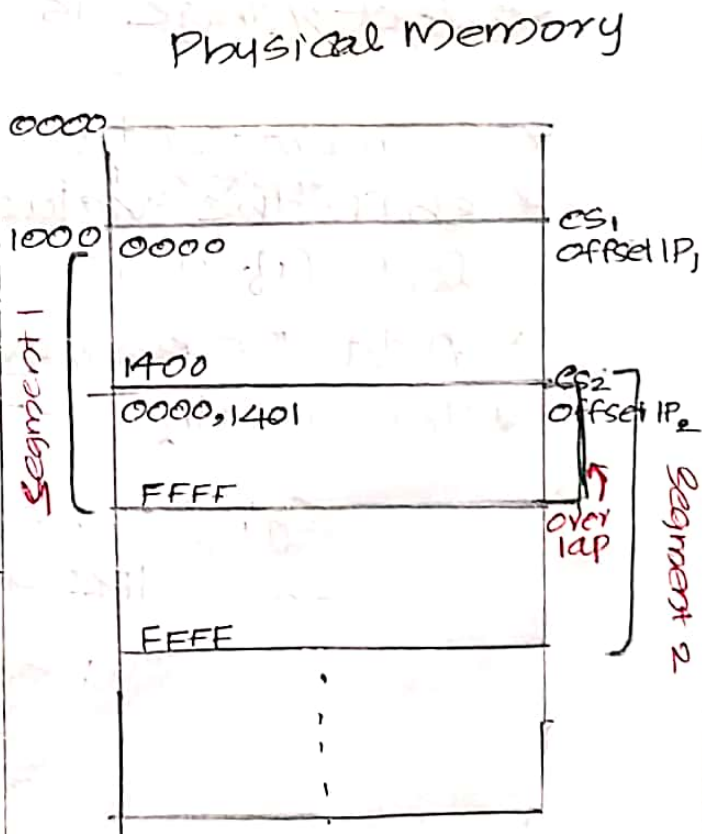 Physical Memory
0000
1000
0000
CS1
offset IP1
Segment 1
1400
CS2
0000,1401
offset IP2
FFFF
over
lap
Segment 2
FFFF